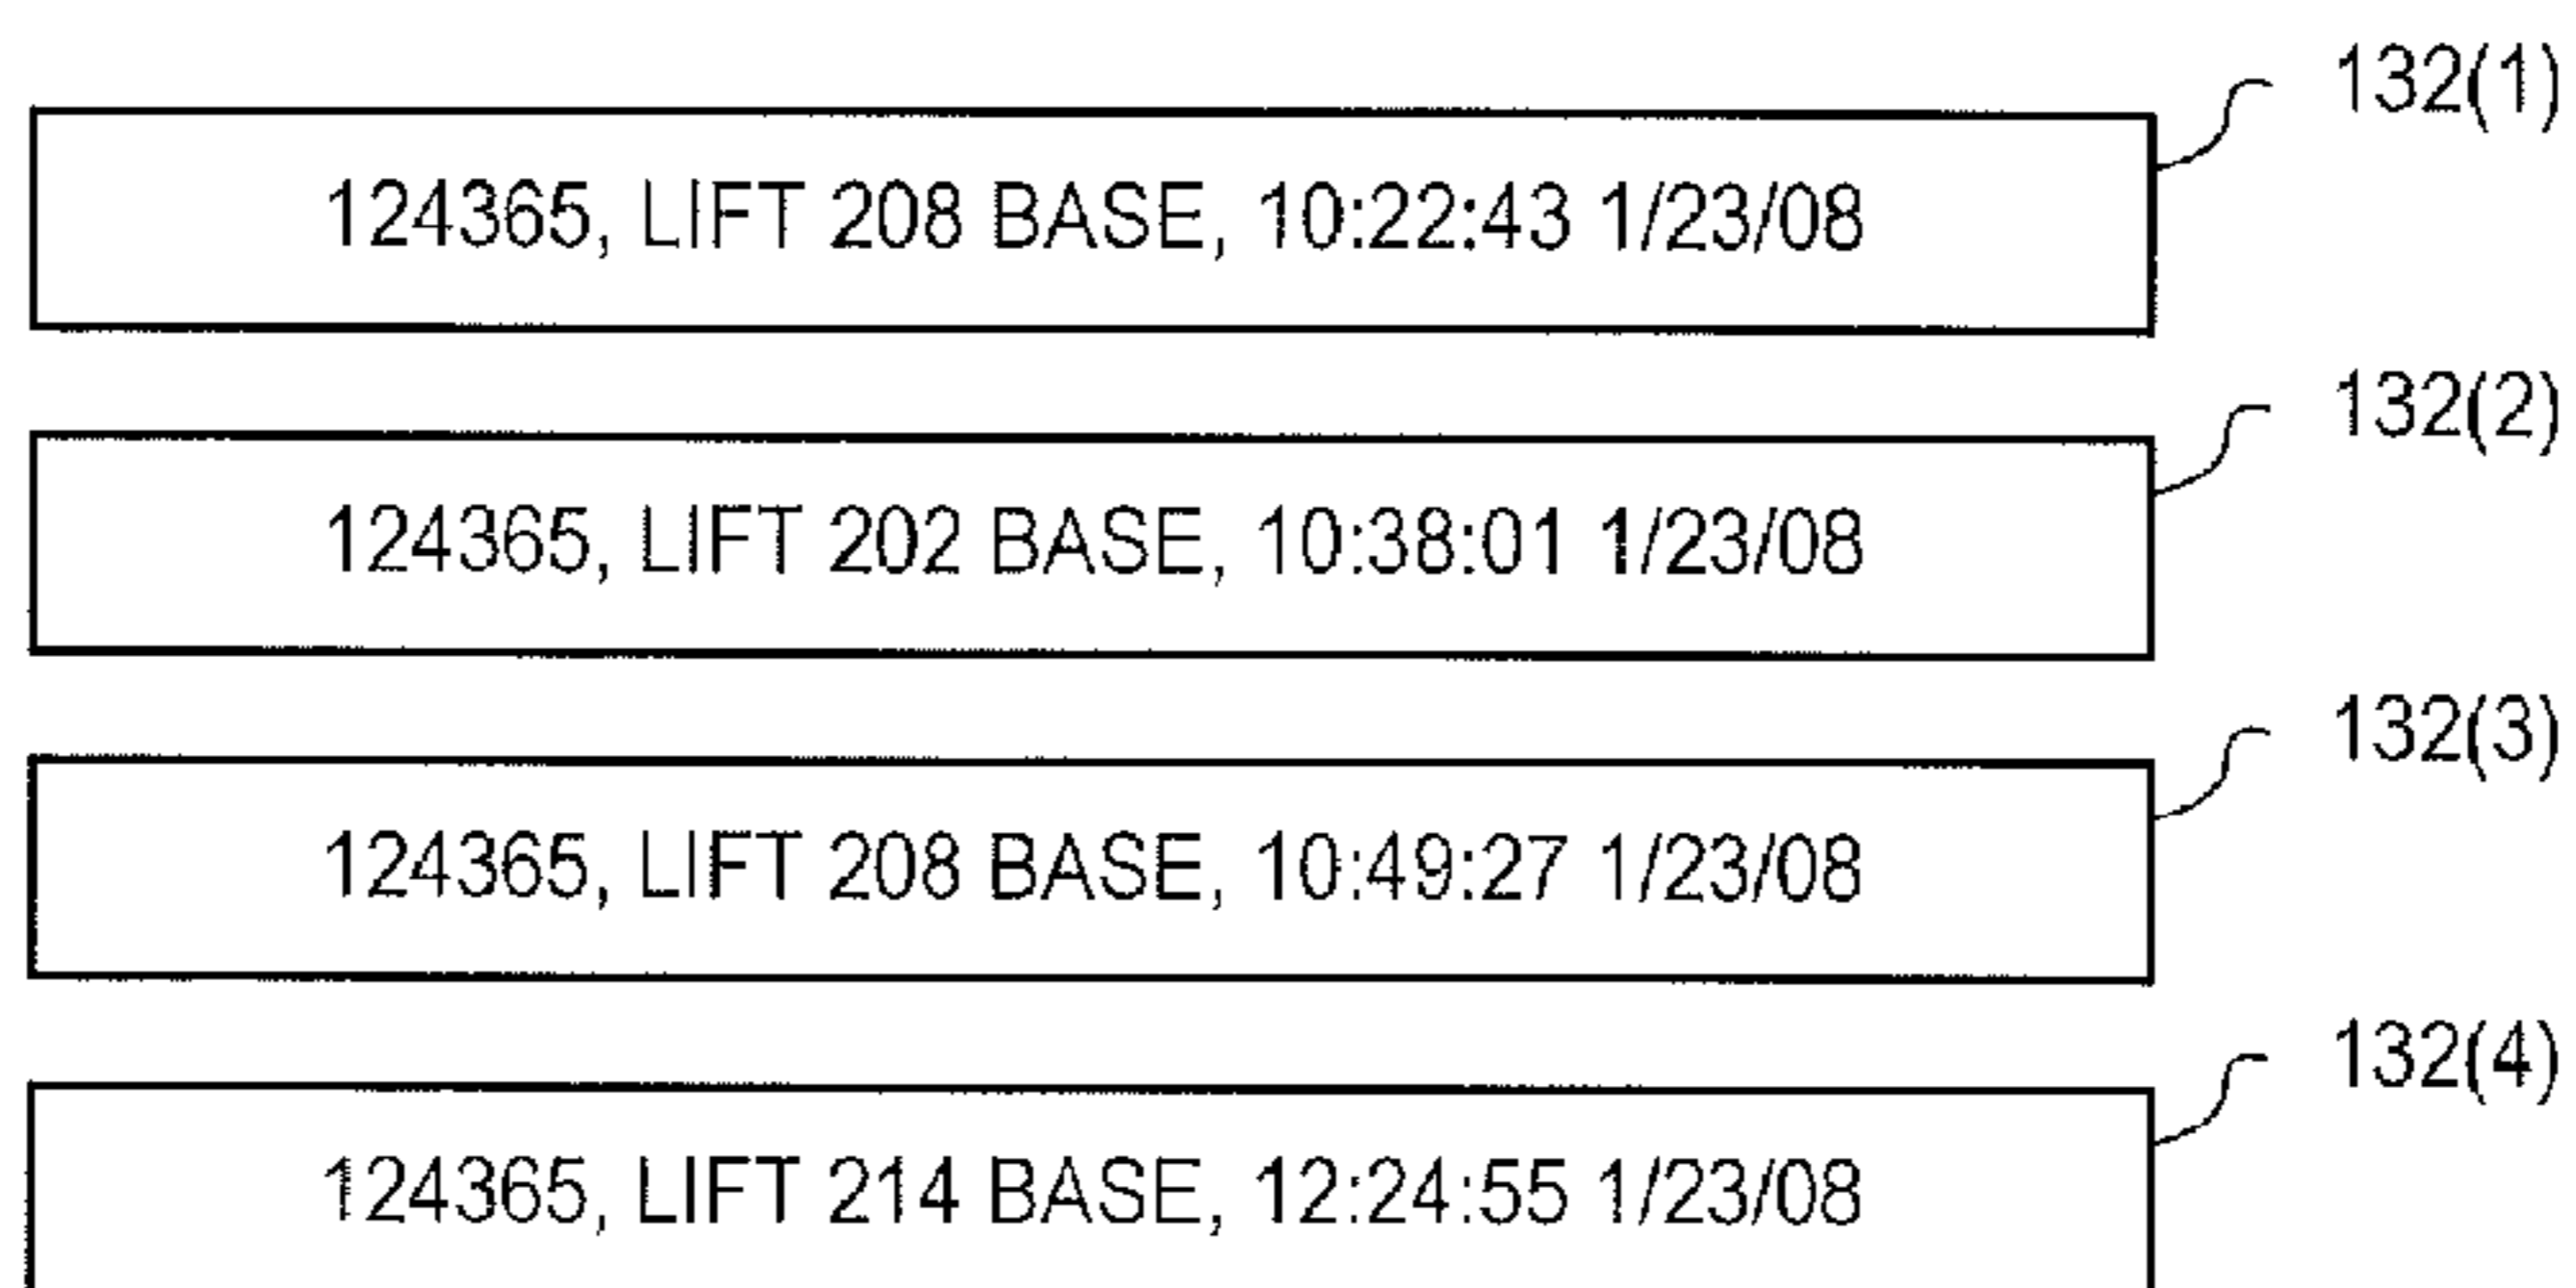 132(1)
124365, LIFT 208 BASE, 10:22:43 1/23/08
132(2)
124365, LIFT 202 BASE, 10:38:01 1/23/08
132(3)
124365, LIFT 208 BASE, 10:49:27 1/23/08
132(4)
124365, LIFT 214 BASE, 12:24:55 1/23/08